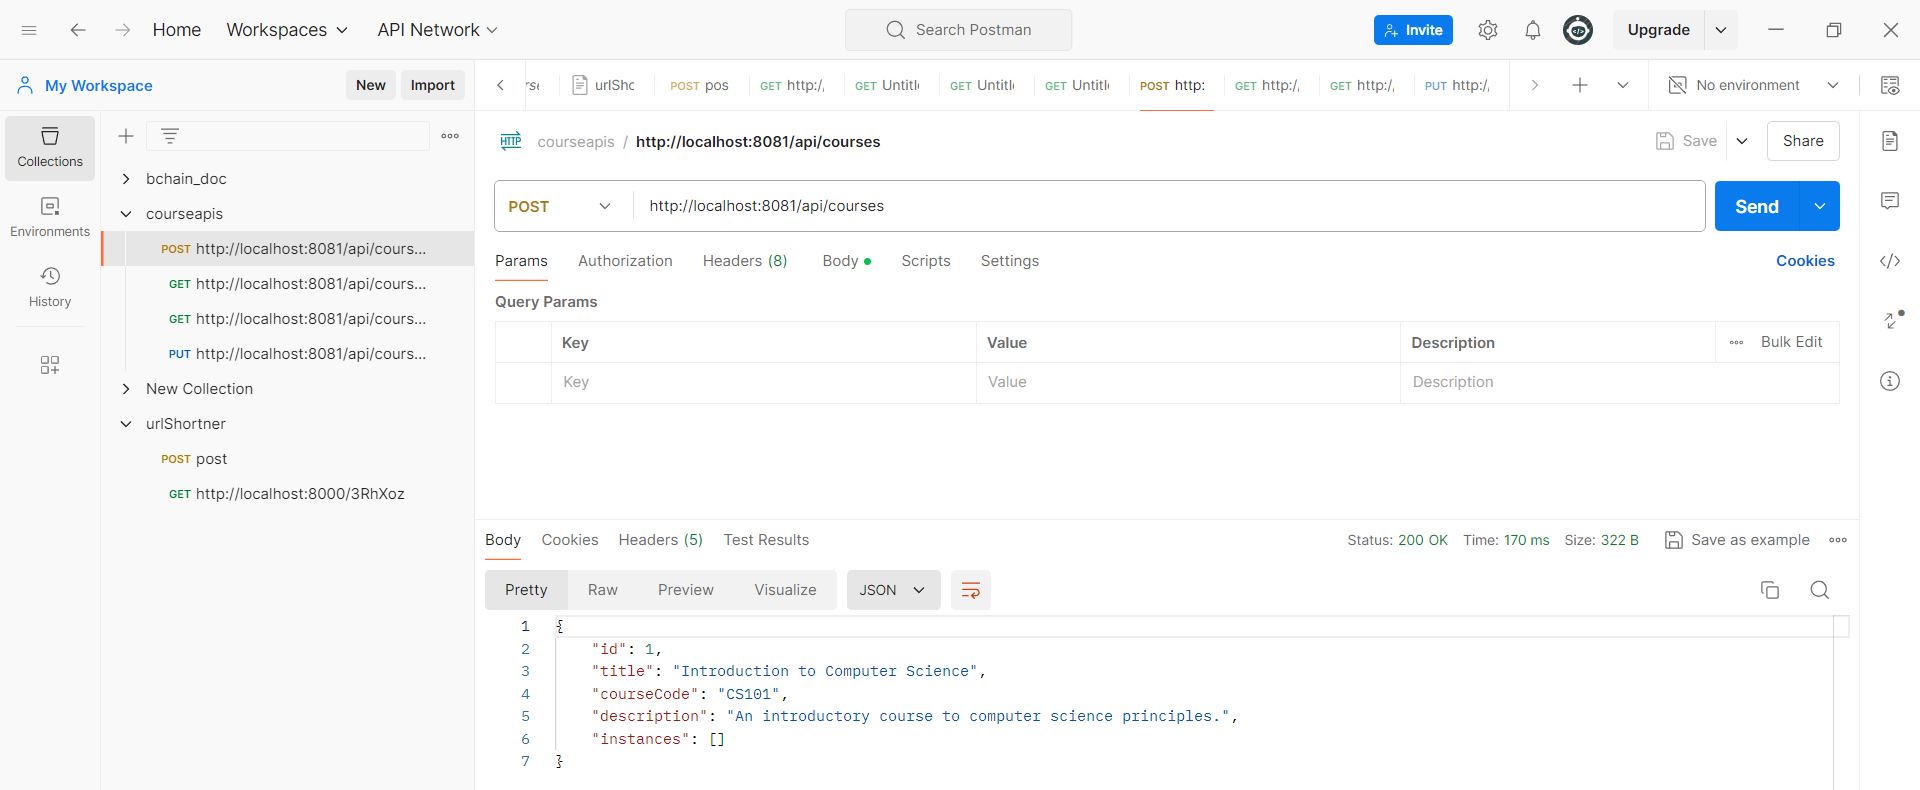 Home Workspaces API Network Search Postman Invite Upgrade
My Workspace New Import urlSho POST pos GET http:/ GET Untitl GET Untitl GET Untitl POST http: GET http:/ GET http:/ PUT http:/ No environment
Collections
Environments
History
bchain_doc
courseapis
POST http://localhost:8081/api/cours...
GET http://localhost:8081/api/cours...
GET http://localhost:8081/api/cours...
PUT http://localhost:8081/api/cours...
New Collection
urlShortner
POST post
GET http://localhost:8000/3RhXoz
HTTP courseapis / http://localhost:8081/api/courses Save Share
POST http://localhost:8081/api/courses Send
Params Authorization Headers (8) Body Scripts Settings Cookies
Query Params
Key Value Description Bulk Edit
Key Value Description
Body Cookies Headers (5) Test Results Status: 200 OK Time: 170 ms Size: 322 B Save as example
Pretty Raw Preview Visualize JSON
1 {
2 "id": 1,
3 "title": "Introduction to Computer Science",
4 "courseCode": "CS101",
5 "description": "An introductory course to computer science principles.",
6 "instances": []
7 }